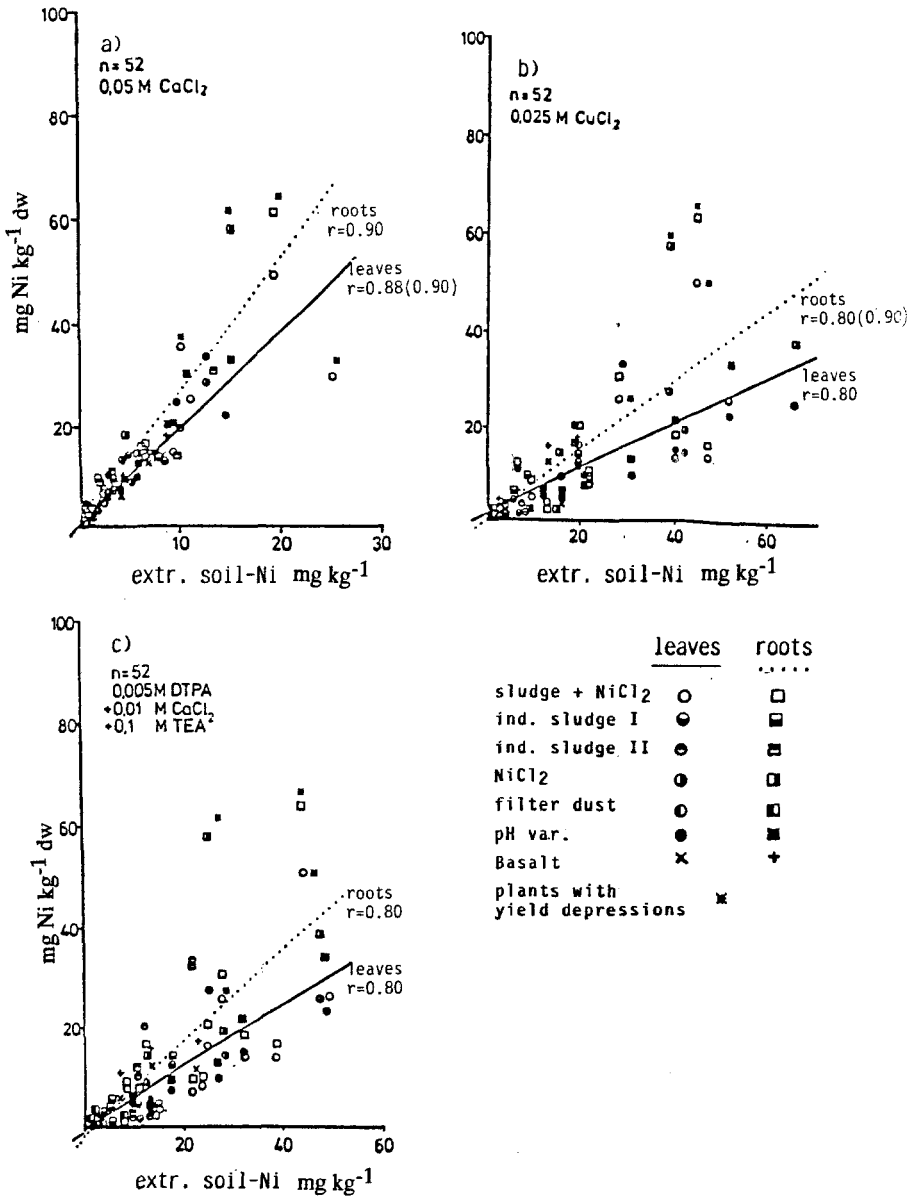 a)
n=52
0,05 M CaCl2
100
80
60
40
20
mg Ni kg-1 dw
roots
r=0.90
leaves
r=0.88(0.90)
10
20
30
extr. soil-Ni mg kg-1
b)
n=52
0,025 M CuCl2
100
80
60
40
20
roots
r=0.80(0.90)
leaves
r=0.80
20
40
60
extr. soil-Ni mg kg-1
c)
n=52
0,005M DTPA
+0,01 M CaCl2
+0,1 M TEA2
100
80
60
40
20
mg Ni kg-1 dw
roots
r=0.80
leaves
r=0.80
20
40
60
extr. soil-Ni mg kg-1
leaves roots
sludge + NiCl2
ind. sludge I
ind. sludge II
NiCl2
filter dust
pH var.
Basalt
plants with
yield depressions